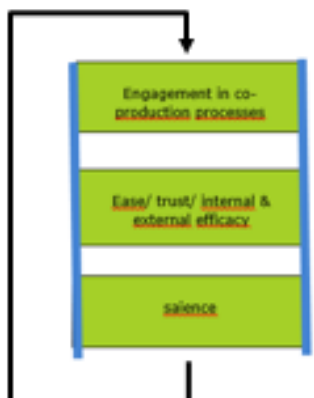 Engagement in co-
production processes
Ease/ trust/ internal &
external efficacy
saience